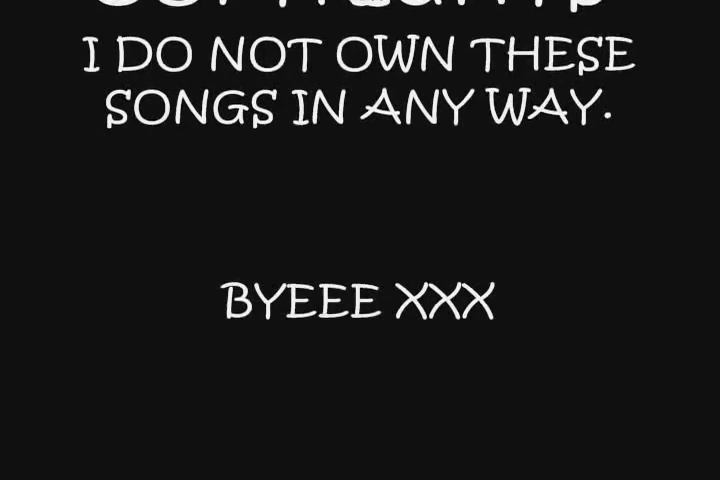 I DO NOT OWN THESE
SONGS IN ANY WAY.
BYEEE XXX